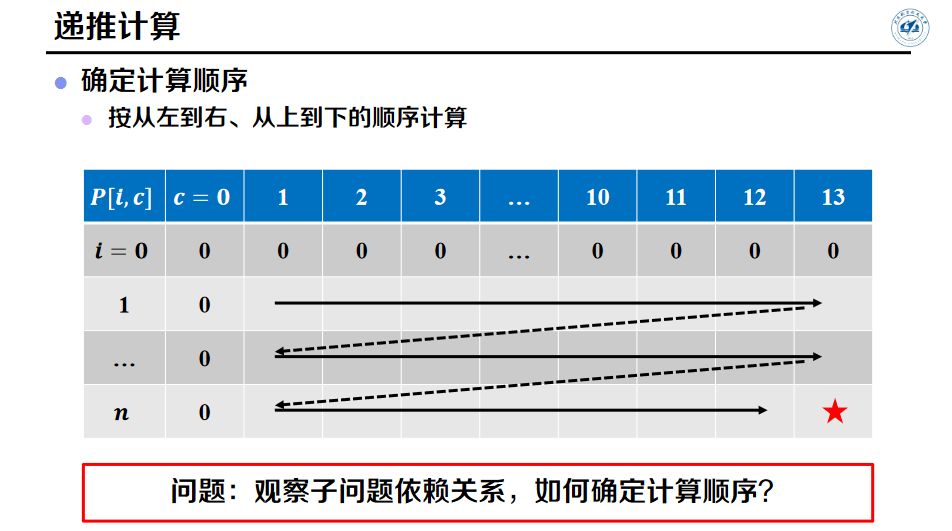 递推计算
确定计算顺序
按从左到右、从上到下的顺序计算
P[i, c] c = 0 1 2 3 … 10 11 12 13
i = 0 0 0 0 0 … 0 0 0 0
1 0
… 0
n 0
问题：观察子问题依赖关系，如何确定计算顺序？